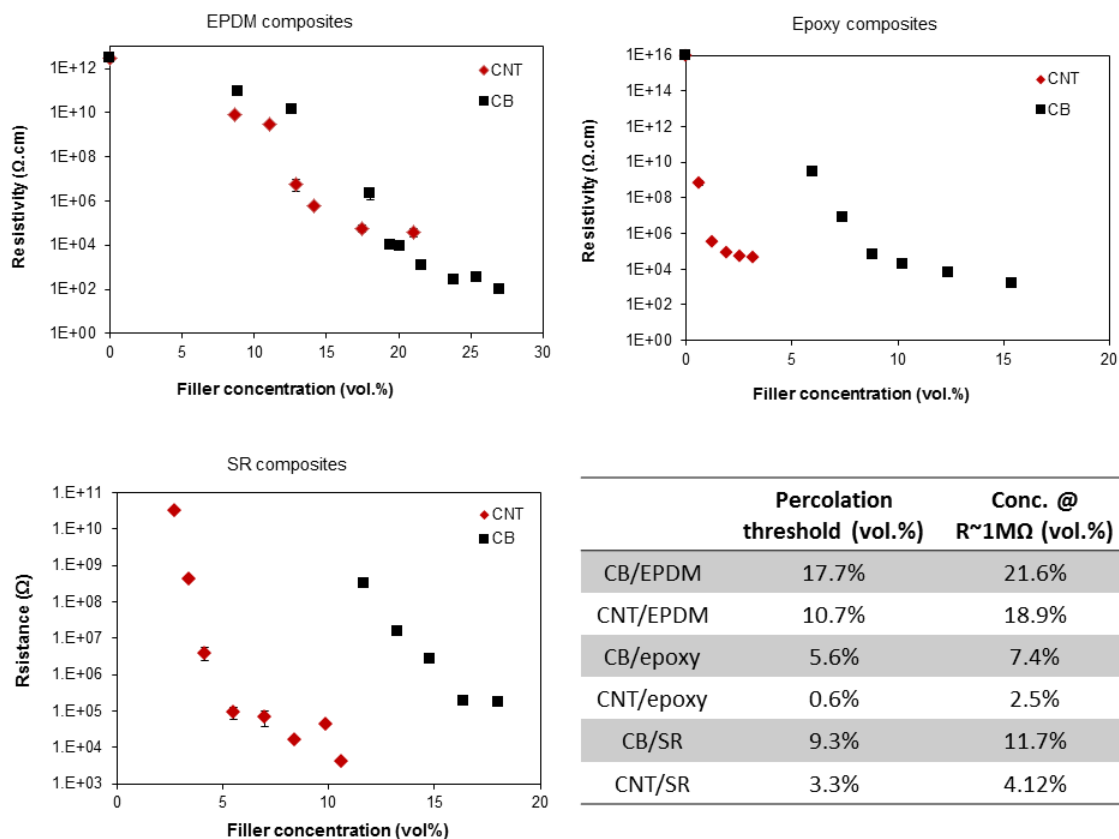 EPDM composites
1E+12
1E+10
1E+08
1E+06
1E+04
1E+02
1E+00
Resistivity (Ω.cm)
CNT
CB
0 5 10 15 20 25 30
Filler concentration (vol.%)
Epoxy composites
1E+16
1E+14
1E+12
1E+10
1E+08
1E+06
1E+04
1E+02
1E+00
Resistivity (Ω.cm)
CNT
CB
0 5 10 15 20
Filler concentration (vol.%)
SR composites
1.E+11
1.E+10
1.E+09
1.E+08
1.E+07
1.E+06
1.E+05
1.E+04
1.E+03
Rsistance (Ω)
CNT
CB
0 5 10 15 20
Filler concentration (vol%)
Percolation threshold (vol.%) Conc. @ R~1MΩ (vol.%)
CB/EPDM 17.7% 21.6%
CNT/EPDM 10.7% 18.9%
CB/epoxy 5.6% 7.4%
CNT/epoxy 0.6% 2.5%
CB/SR 9.3% 11.7%
CNT/SR 3.3% 4.12%